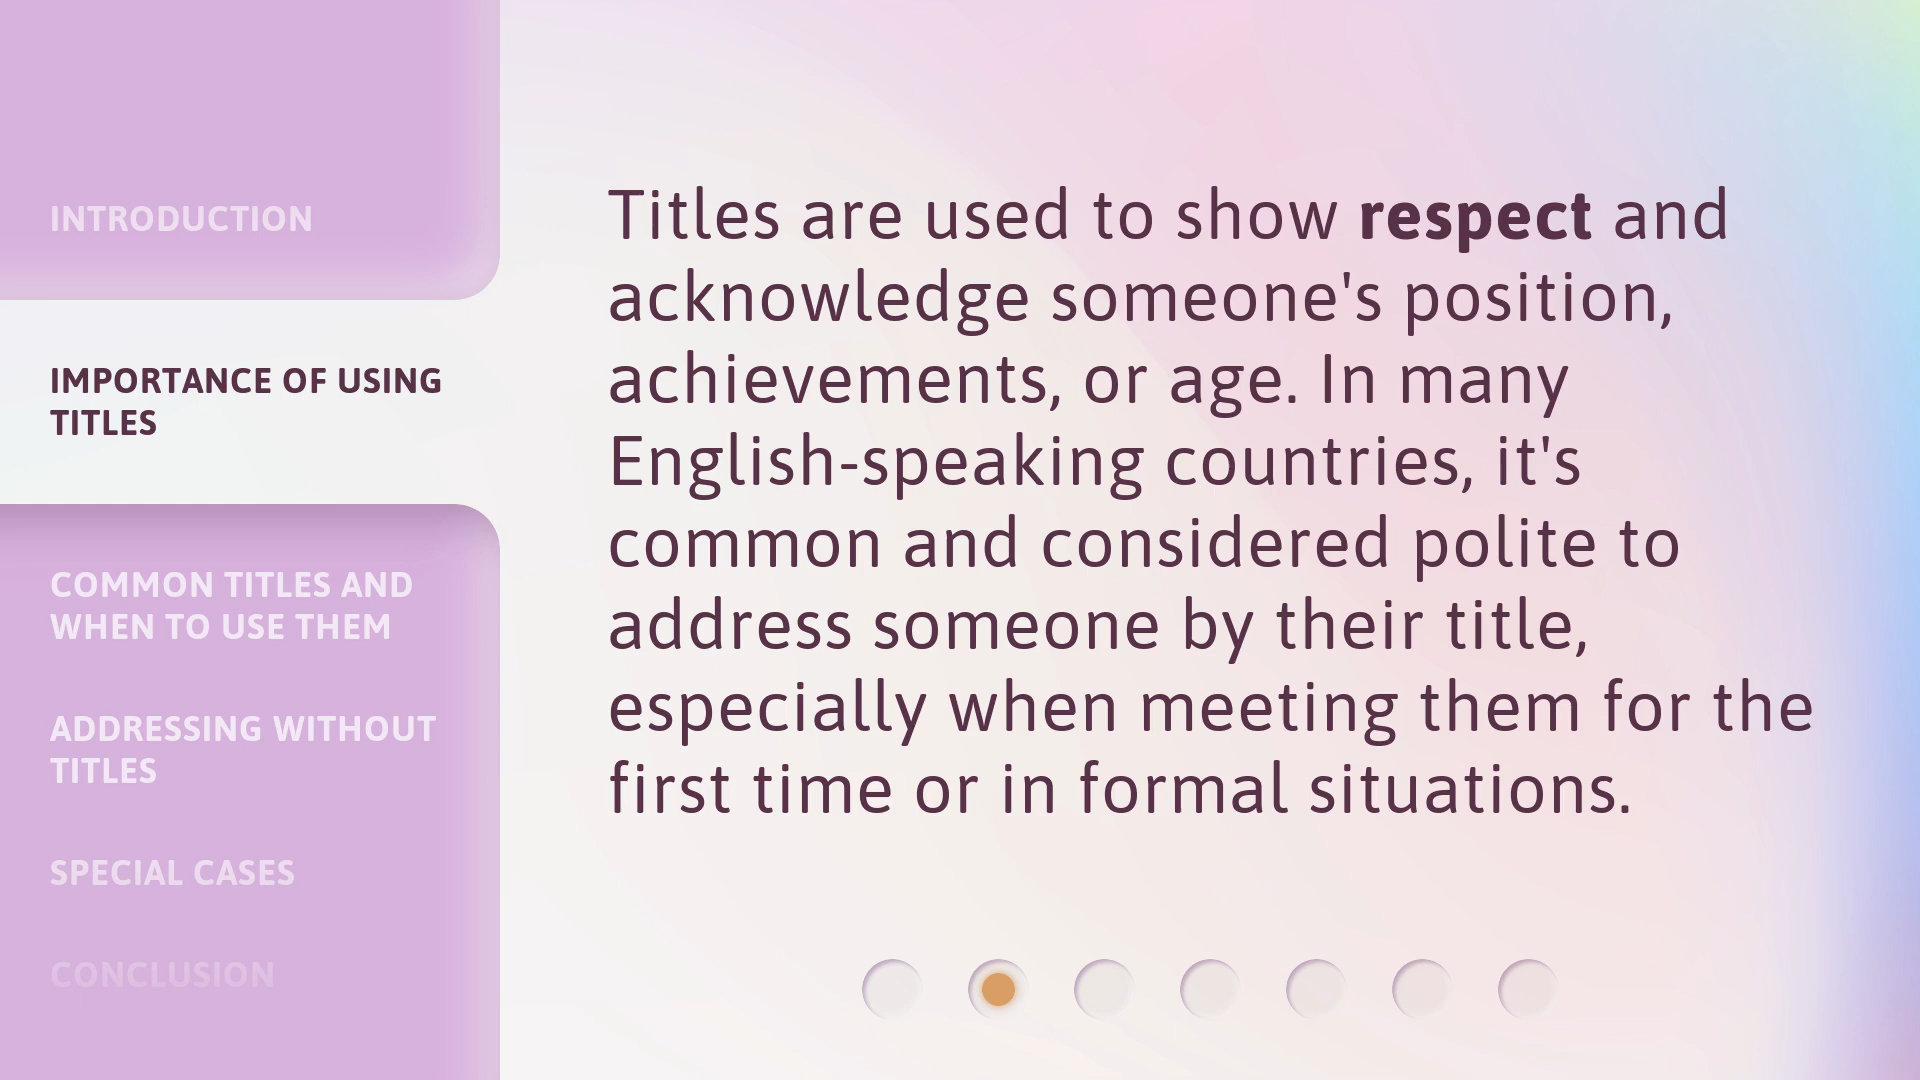 INTRODUCTION
IMPORTANCE OF USING
TITLES
COMMON TITLES AND
WHEN TO USE THEM
ADDRESSING WITHOUT
TITLES
SPECIAL CASES
CONCLUSION
Titles are used to show respect and
acknowledge someone's position,
achievements, or age. In many
English-speaking countries, it's
common and considered polite to
address someone by their title,
especially when meeting them for the
first time or in formal situations.